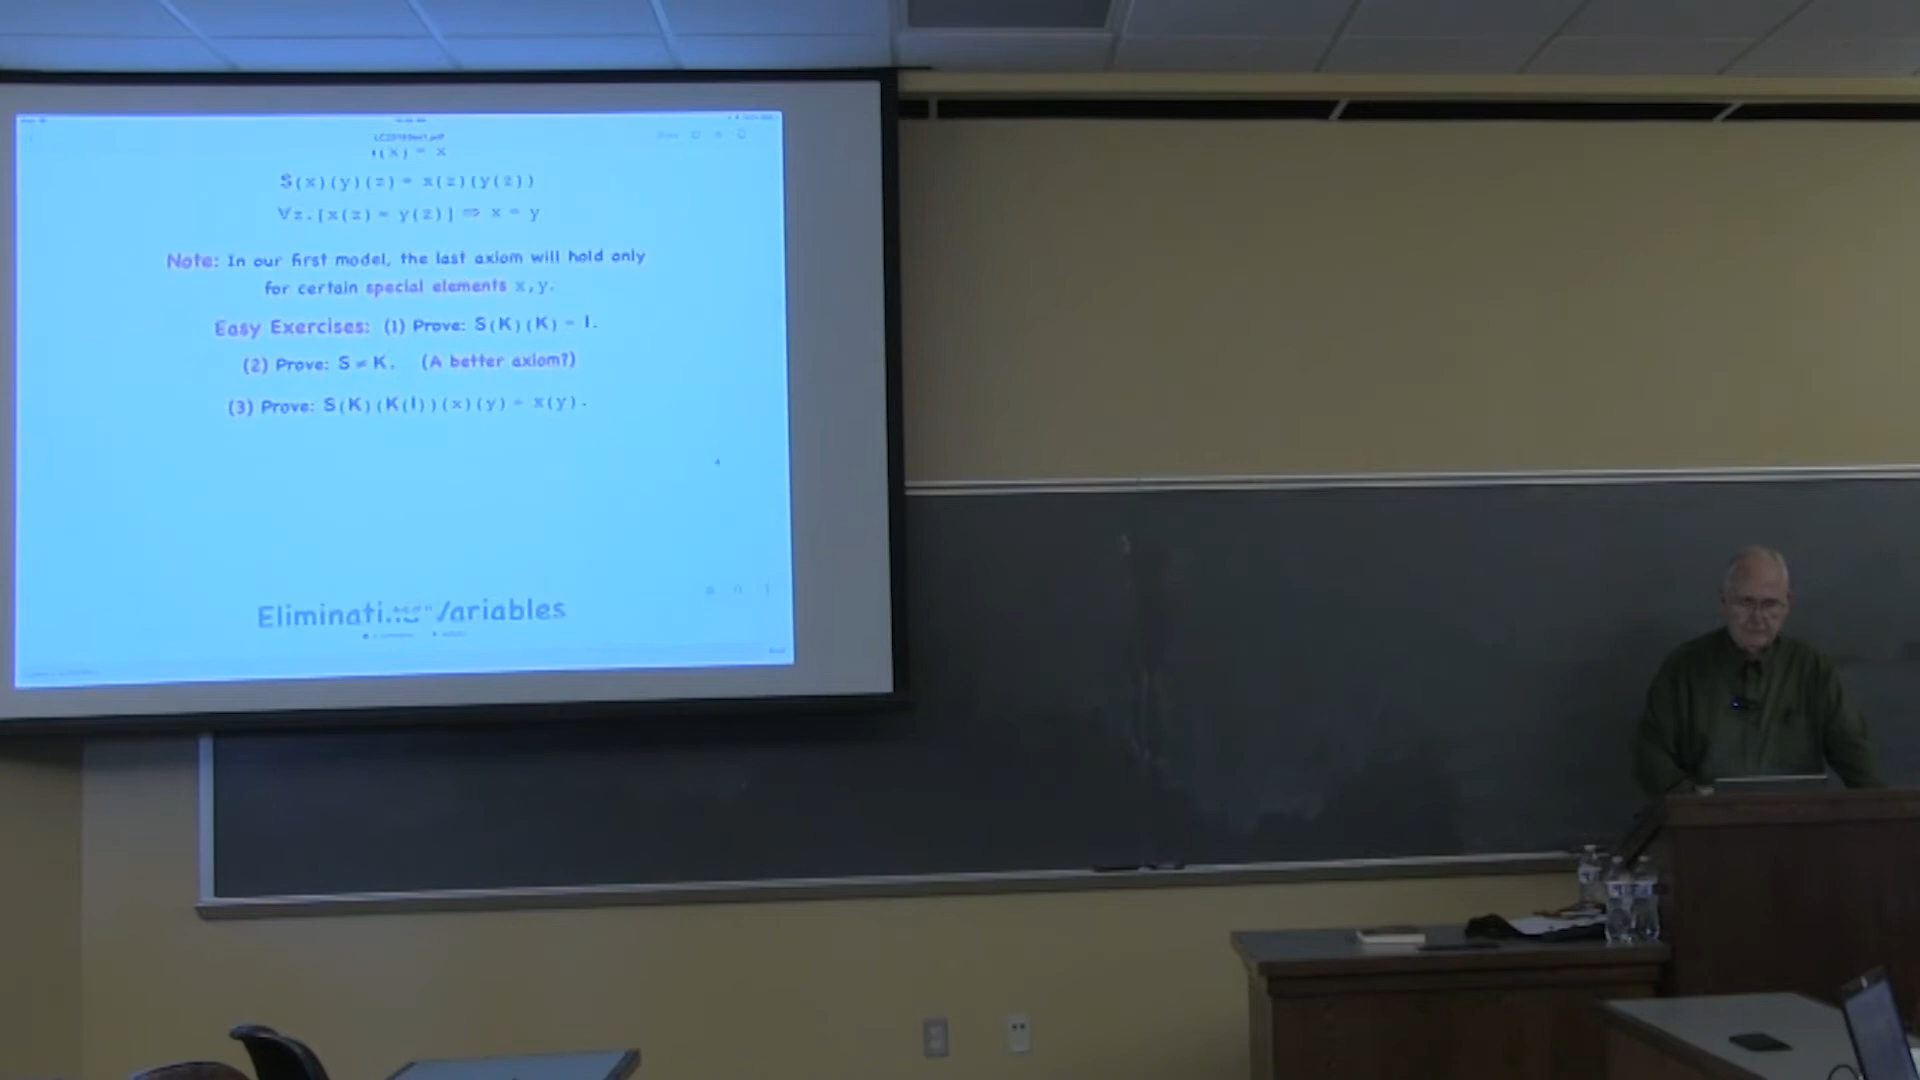 I(x) = x
S(x)(y)(z) = x(z)(y(z))
∀z.[x(z) = y(z)] ⇒ x = y
Note: In our first model, the last axiom will hold only
for certain special elements x,y.
Easy Exercises: (1) Prove: S(K)(K) = I.
(2) Prove: S ≠ K. (A better axiom?)
(3) Prove: S(K)(K(I))(x)(y) = x(y).